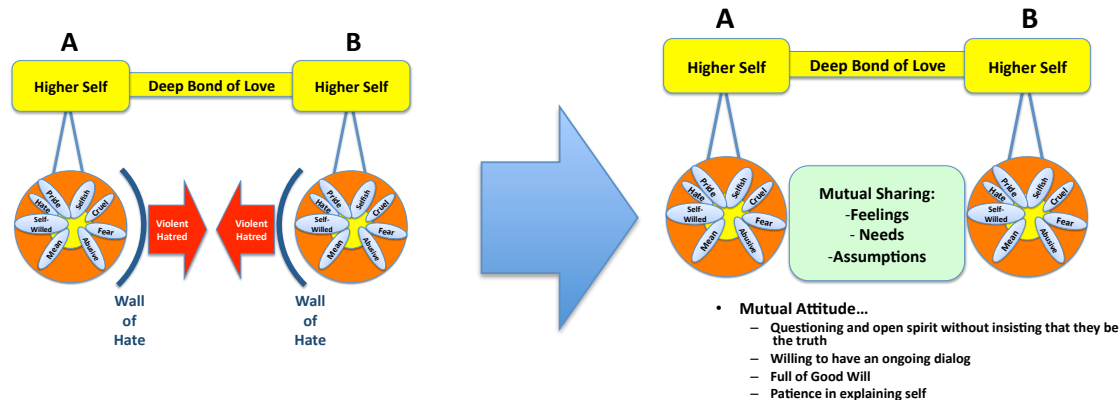 A
B
Higher Self
Deep Bond of Love
Higher Self
Pride
Selfish
Hate
Cruel
Self-
Willed
Fear
Mean
Abusive
Violent
Hatred
Violent
Hatred
Pride
Selfish
Hate
Cruel
Self-
Willed
Fear
Mean
Abusive
Wall
of
Hate
Wall
of
Hate
A
B
Higher Self
Deep Bond of Love
Higher Self
Pride
Selfish
Hate
Cruel
Self-
Willed
Fear
Mean
Abusive
Mutual Sharing:
-Feelings
- Needs
-Assumptions
Pride
Selfish
Hate
Cruel
Self-
Willed
Fear
Mean
Abusive
• Mutual Attitude…
– Questioning and open spirit without insisting that they be
the truth
– Willing to have an ongoing dialog
– Full of Good Will
– Patience in explaining self